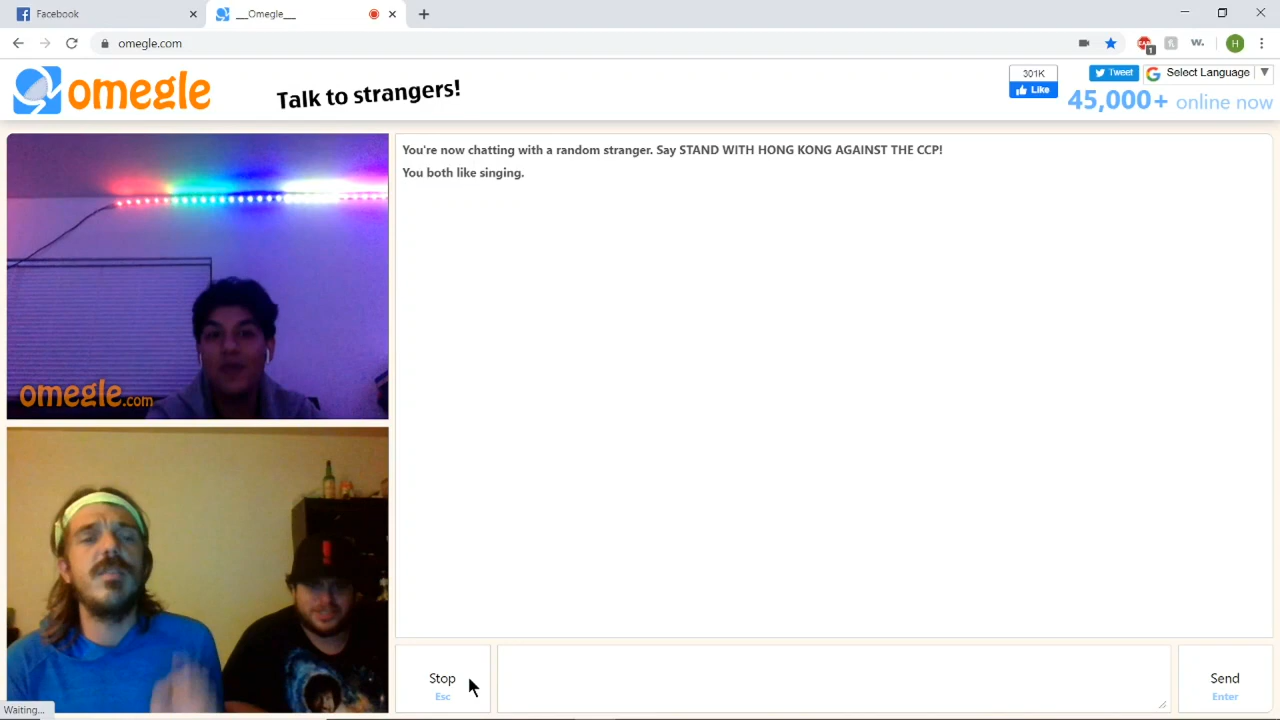 Facebook
__Omegle__
omegle.com
1
w.
H
omegle
Talk to strangers!
301K
Like
Tweet
Select Language
45,000+ online now
You're now chatting with a random stranger. Say STAND WITH HONG KONG AGAINST THE CCP!
You both like singing.
omegle.com
Stop
Esc
Send
Enter
Waiting...